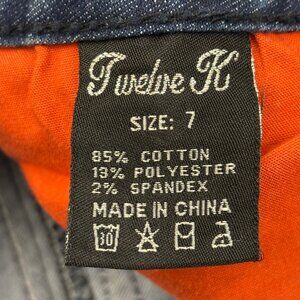 Twelve K
SIZE: 7
85% COTTON
13% POLYESTER
2% SPANDEX
MADE IN CHINA
30